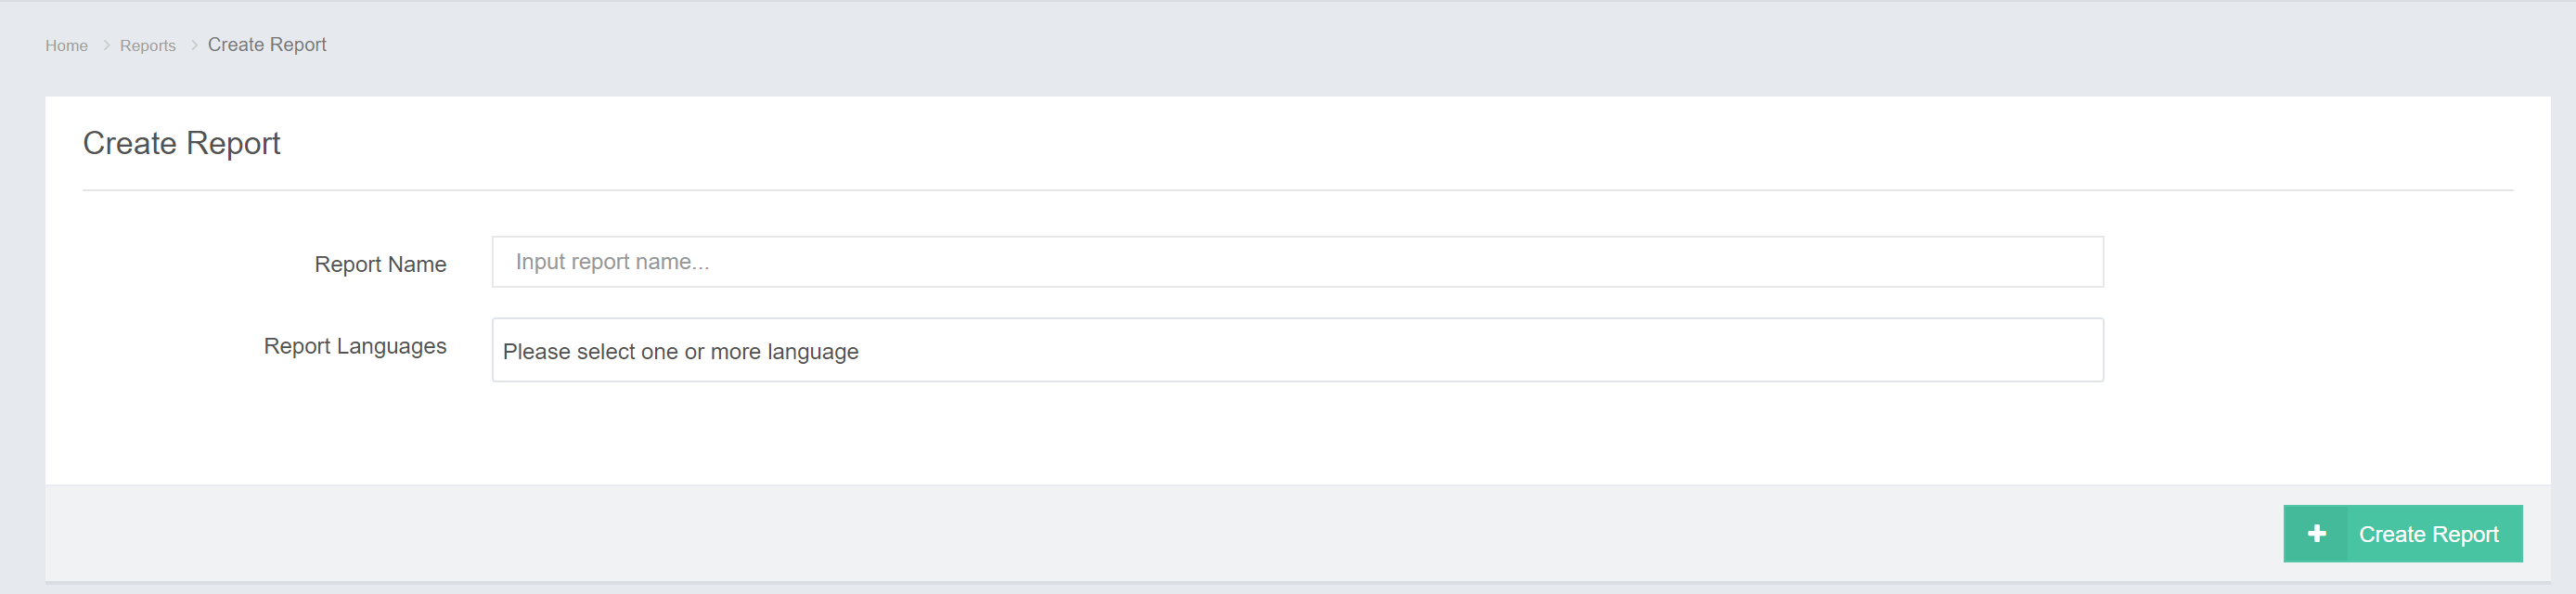 Home > Reports > Create Report
Create Report
Report Name
Input report name...
Report Languages
Please select one or more language
Create Report